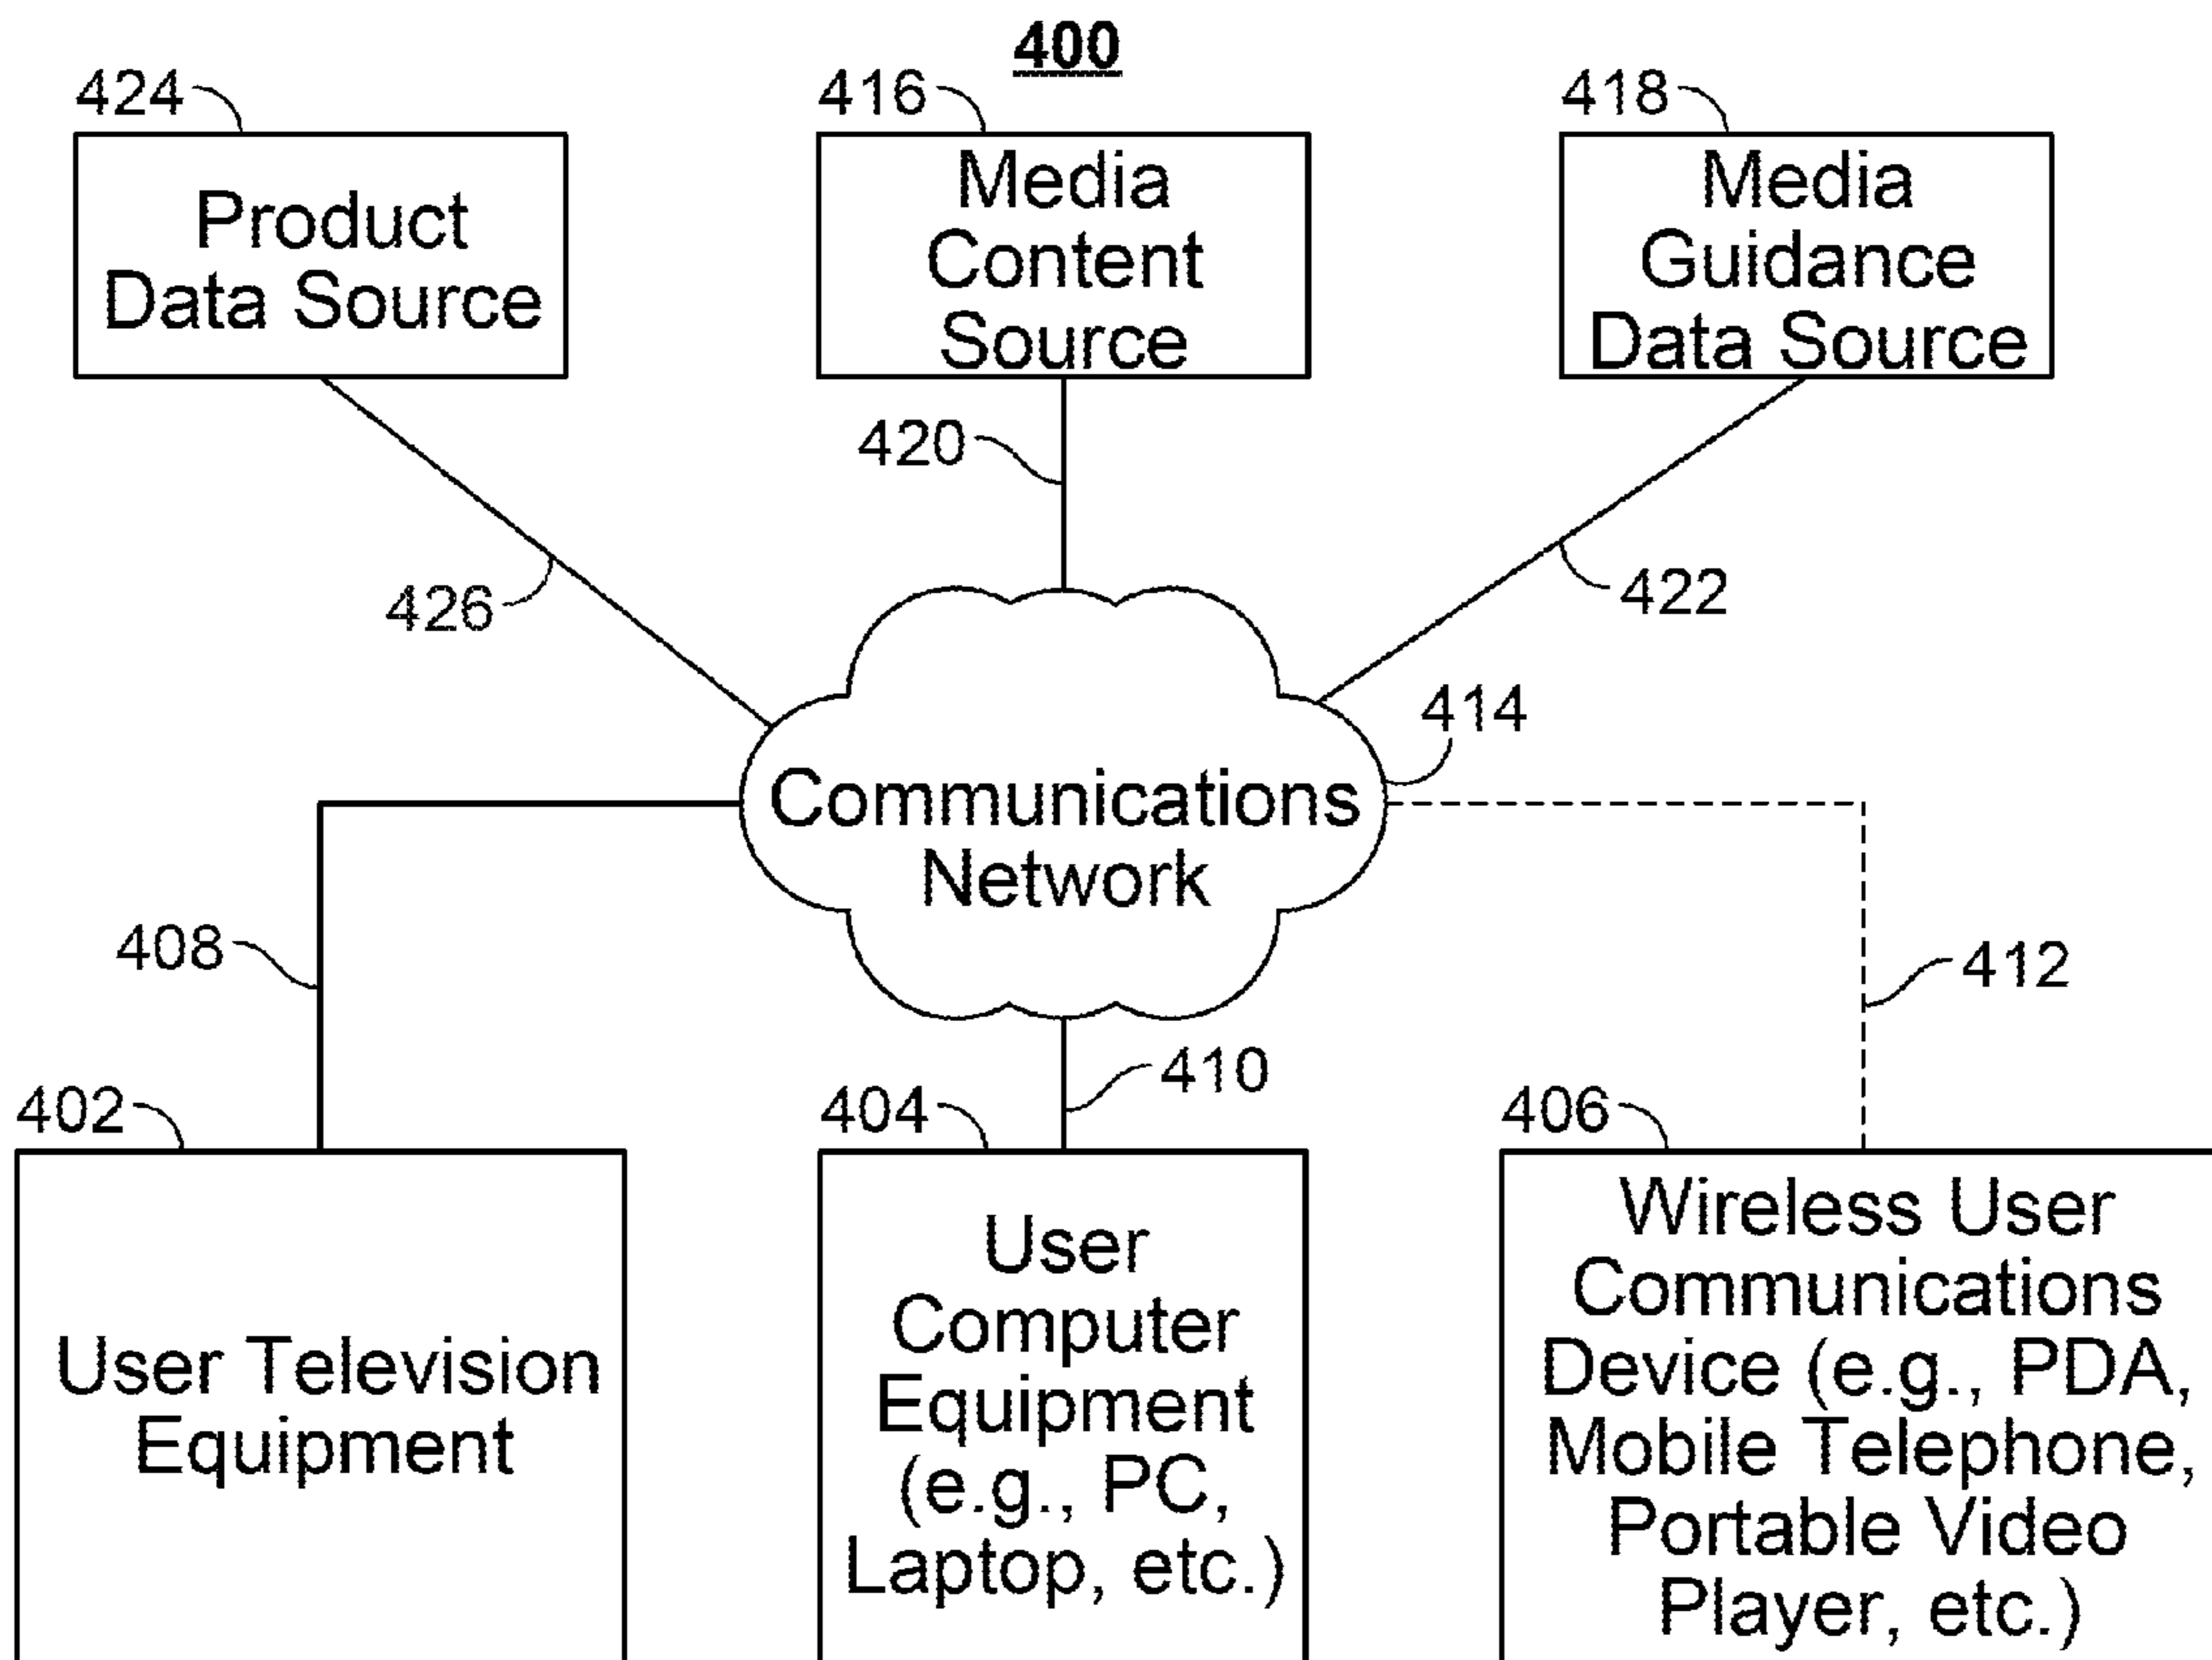 400
424
416
418
Product
Data Source
Media
Content
Source
Media
Guidance
Data Source
420
426
422
414
Communications
Network
408
412
410
402
404
406
User Television
Equipment
User
Computer
Equipment
(e.g., PC,
Laptop, etc.)
Wireless User
Communications
Device (e.g., PDA,
Mobile Telephone,
Portable Video
Player, etc.)